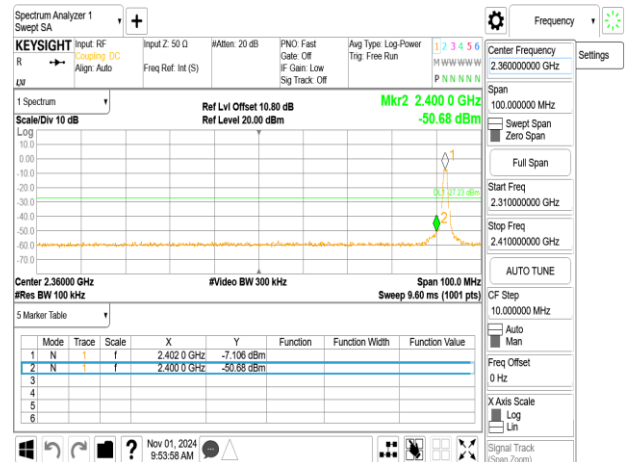 Spectrum Analyzer 1
Swept SA
Frequency
KEYSIGHT
Input: RF
Coupling: DC
Align: Auto
Input Z: 50 Ω
Freq Ref: Int (S)
#Atten: 20 dB
PNO: Fast
Gate: Off
IF Gain: Low
Sig Track: Off
Avg Type: Log-Power
Trig: Free Run
1 2 3 4 5 6
M W W W W W
P N N N N N
R
LXI
Settings
1 Spectrum
Scale/Div 10 dB
Ref Lvl Offset 10.80 dB
Ref Level 20.00 dBm
Mkr2 2.400 0 GHz
-50.68 dBm
Log
10.0
0.00
-10.0
-20.0
-30.0
-40.0
-50.0
-60.0
-70.0
1
DL1 -27.23 dBm
2
Center 2.36000 GHz
#Video BW 300 kHz
Span 100.0 MHz
#Res BW 100 kHz
Sweep 9.60 ms (1001 pts)
5 Marker Table
Mode Trace Scale X Y Function Function Width Function Value
1 N 1 f 2.402 0 GHz -7.106 dBm
2 N 1 f 2.400 0 GHz -50.68 dBm
3
4
5
6
Nov 01, 2024
9:53:58 AM
Center Frequency
2.360000000 GHz
Span
100.000000 MHz
Swept Span
Zero Span
Full Span
Start Freq
2.310000000 GHz
Stop Freq
2.410000000 GHz
AUTO TUNE
CF Step
10.000000 MHz
Auto
Man
Freq Offset
0 Hz
X Axis Scale
Log
Lin
Signal Track
(Span Zoom)